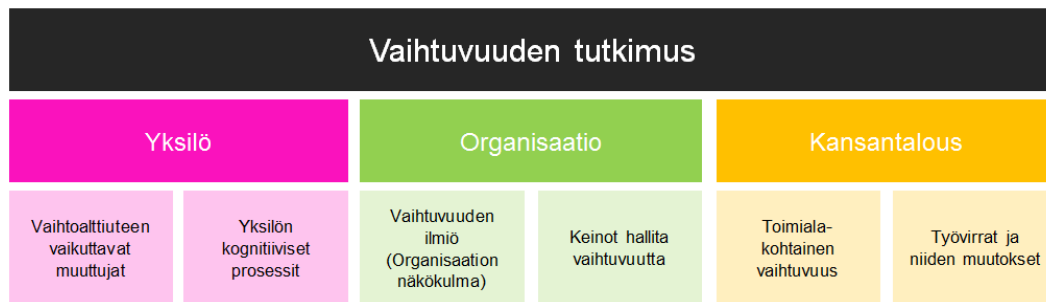 Vaihtuvuuden tutkimus
Yksilö
Organisaatio
Kansantalous
Vaihtoalttiuteen
vaikuttavat
muuttujat
Yksilön
kognitiiviset
prosessit
Vaihtuvuuden
ilmiö
(Organisaation
näkökulma)
Keinot hallita
vaihtuvuutta
Toimiala-
kohtainen
vaihtuvuus
Työvirrat ja
niiden muutokset